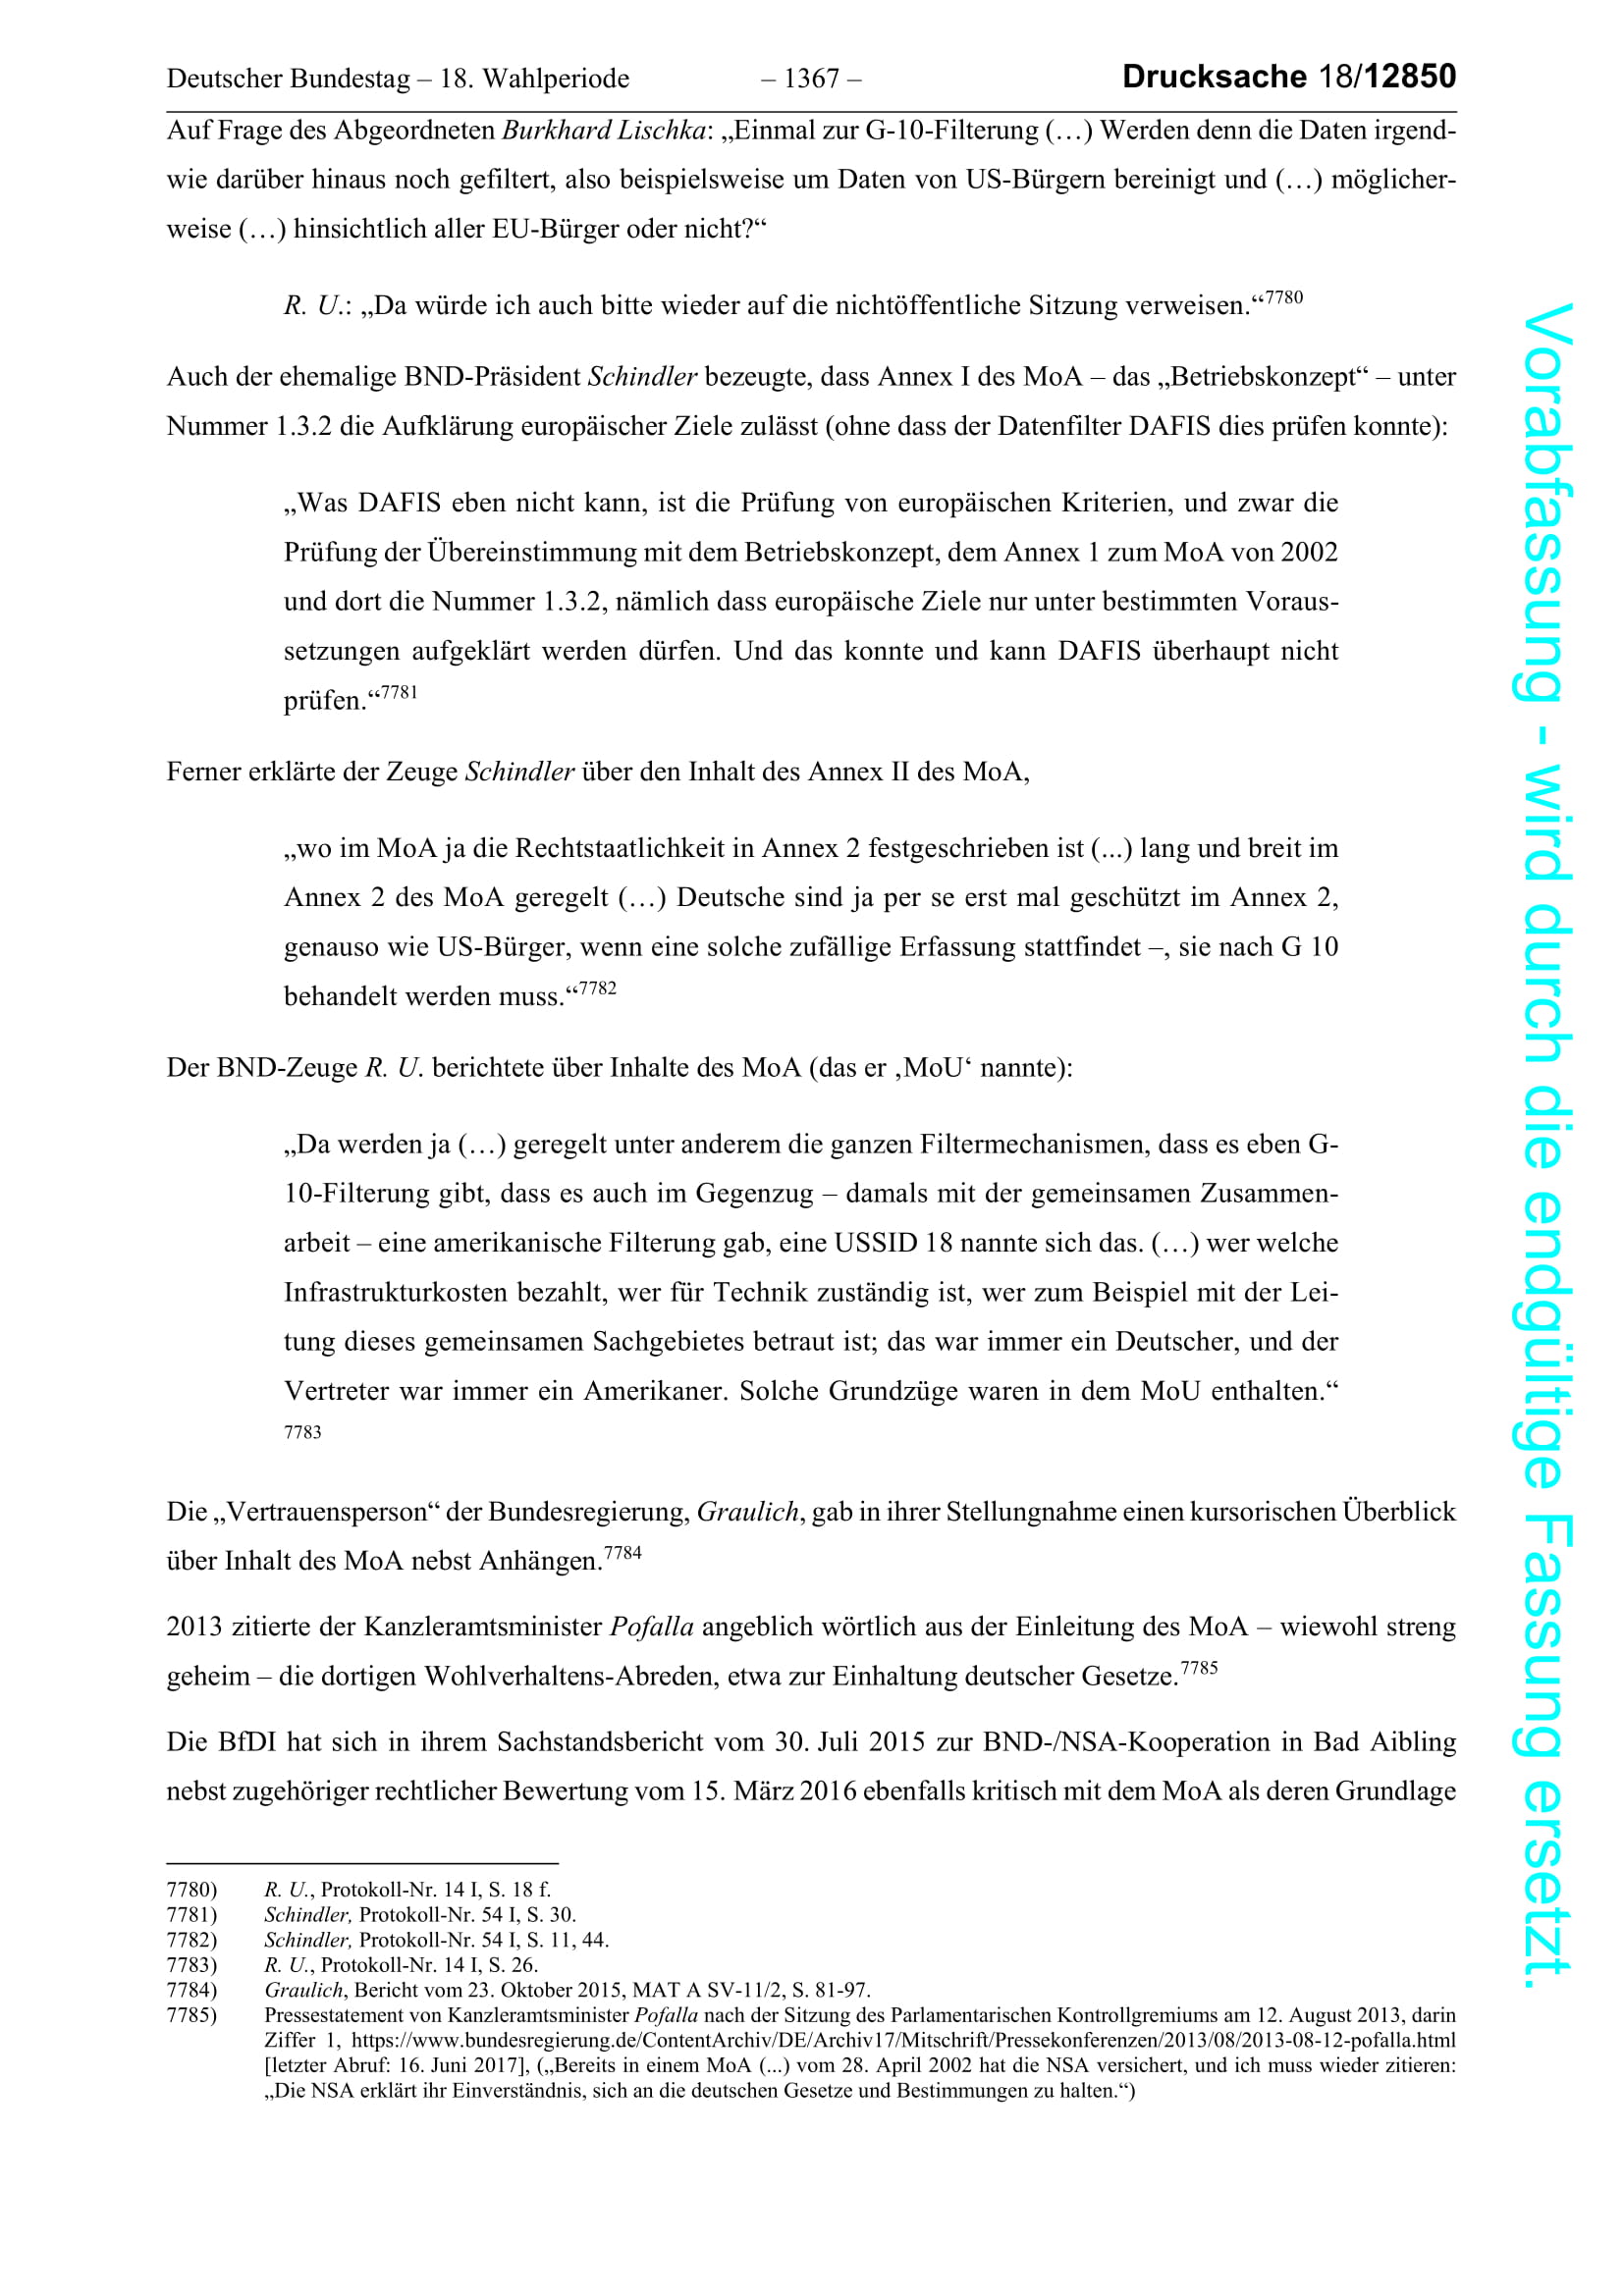 Deutscher Bundestag – 18. Wahlperiode – 1367 – Drucksache 18/12850
Auf Frage des Abgeordneten Burkhard Lischka: „Einmal zur G-10-Filterung (…) Werden denn die Daten irgend-
wie darüber hinaus noch gefiltert, also beispielsweise um Daten von US-Bürgern bereinigt und (…) möglicher-
weise (…) hinsichtlich aller EU-Bürger oder nicht?“
R. U.: „Da würde ich auch bitte wieder auf die nichtöffentliche Sitzung verweisen.“7780
Auch der ehemalige BND-Präsident Schindler bezeugte, dass Annex I des MoA – das „Betriebskonzept“ – unter
Nummer 1.3.2 die Aufklärung europäischer Ziele zulässt (ohne dass der Datenfilter DAFIS dies prüfen konnte):
„Was DAFIS eben nicht kann, ist die Prüfung von europäischen Kriterien, und zwar die
Prüfung der Übereinstimmung mit dem Betriebskonzept, dem Annex 1 zum MoA von 2002
und dort die Nummer 1.3.2, nämlich dass europäische Ziele nur unter bestimmten Voraus-
setzungen aufgeklärt werden dürfen. Und das konnte und kann DAFIS überhaupt nicht
prüfen.“7781
Ferner erklärte der Zeuge Schindler über den Inhalt des Annex II des MoA,
„wo im MoA ja die Rechtstaatlichkeit in Annex 2 festgeschrieben ist (...) lang und breit im
Annex 2 des MoA geregelt (…) Deutsche sind ja per se erst mal geschützt im Annex 2,
genauso wie US-Bürger, wenn eine solche zufällige Erfassung stattfindet –, sie nach G 10
behandelt werden muss.“7782
Der BND-Zeuge R. U. berichtete über Inhalte des MoA (das er ‚MoU‘ nannte):
„Da werden ja (…) geregelt unter anderem die ganzen Filtermechanismen, dass es eben G-
10-Filterung gibt, dass es auch im Gegenzug – damals mit der gemeinsamen Zusammen-
arbeit – eine amerikanische Filterung gab, eine USSID 18 nannte sich das. (…) wer welche
Infrastrukturkosten bezahlt, wer für Technik zuständig ist, wer zum Beispiel mit der Lei-
tung dieses gemeinsamen Sachgebietes betraut ist; das war immer ein Deutscher, und der
Vertreter war immer ein Amerikaner. Solche Grundzüge waren in dem MoU enthalten.“
7783
Die „Vertrauensperson“ der Bundesregierung, Graulich, gab in ihrer Stellungnahme einen kursorischen Überblick
über Inhalt des MoA nebst Anhängen.7784
2013 zitierte der Kanzleramtsminister Pofalla angeblich wörtlich aus der Einleitung des MoA – wiewohl streng
geheim – die dortigen Wohlverhaltens-Abreden, etwa zur Einhaltung deutscher Gesetze.7785
Die BfDI hat sich in ihrem Sachstandsbericht vom 30. Juli 2015 zur BND-/NSA-Kooperation in Bad Aibling
nebst zugehöriger rechtlicher Bewertung vom 15. März 2016 ebenfalls kritisch mit dem MoA als deren Grundlage
7780) R. U., Protokoll-Nr. 14 I, S. 18 f.
7781) Schindler, Protokoll-Nr. 54 I, S. 30.
7782) Schindler, Protokoll-Nr. 54 I, S. 11, 44.
7783) R. U., Protokoll-Nr. 14 I, S. 26.
7784) Graulich, Bericht vom 23. Oktober 2015, MAT A SV-11/2, S. 81-97.
7785) Pressestatement von Kanzleramtsminister Pofalla nach der Sitzung des Parlamentarischen Kontrollgremiums am 12. August 2013, darin
Ziffer 1, https://www.bundesregierung.de/ContentArchiv/DE/Archiv17/Mitschrift/Pressekonferenzen/2013/08/2013-08-12-pofalla.html
[letzter Abruf: 16. Juni 2017], („Bereits in einem MoA (...) vom 28. April 2002 hat die NSA versichert, und ich muss wieder zitieren:
„Die NSA erklärt ihr Einverständnis, sich an die deutschen Gesetze und Bestimmungen zu halten.“)
Vorabfassung - wird durch die endgültige Fassung ersetzt.